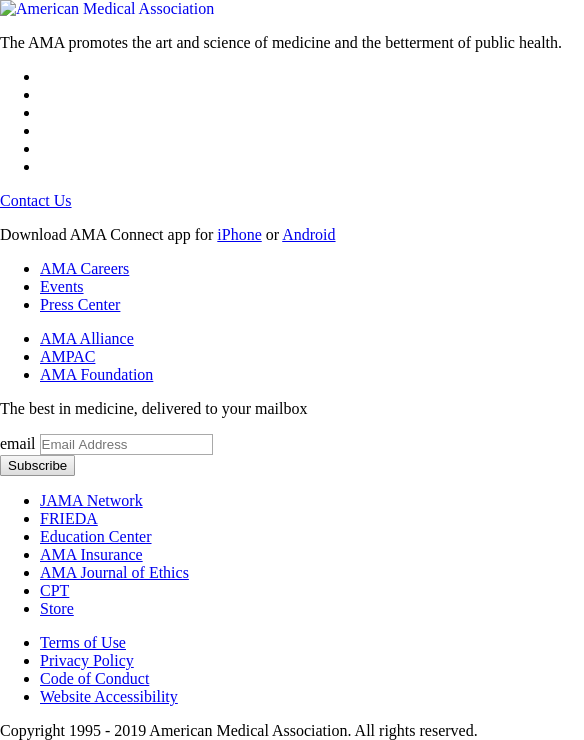 American Medical Association
The AMA promotes the art and science of medicine and the betterment of public health.
Contact Us
Download AMA Connect app for iPhone or Android
AMA Careers
Events
Press Center
AMA Alliance
AMPAC
AMA Foundation
The best in medicine, delivered to your mailbox
email Email Address
Subscribe
JAMA Network
FRIEDA
Education Center
AMA Insurance
AMA Journal of Ethics
CPT
Store
Terms of Use
Privacy Policy
Code of Conduct
Website Accessibility
Copyright 1995 - 2019 American Medical Association. All rights reserved.